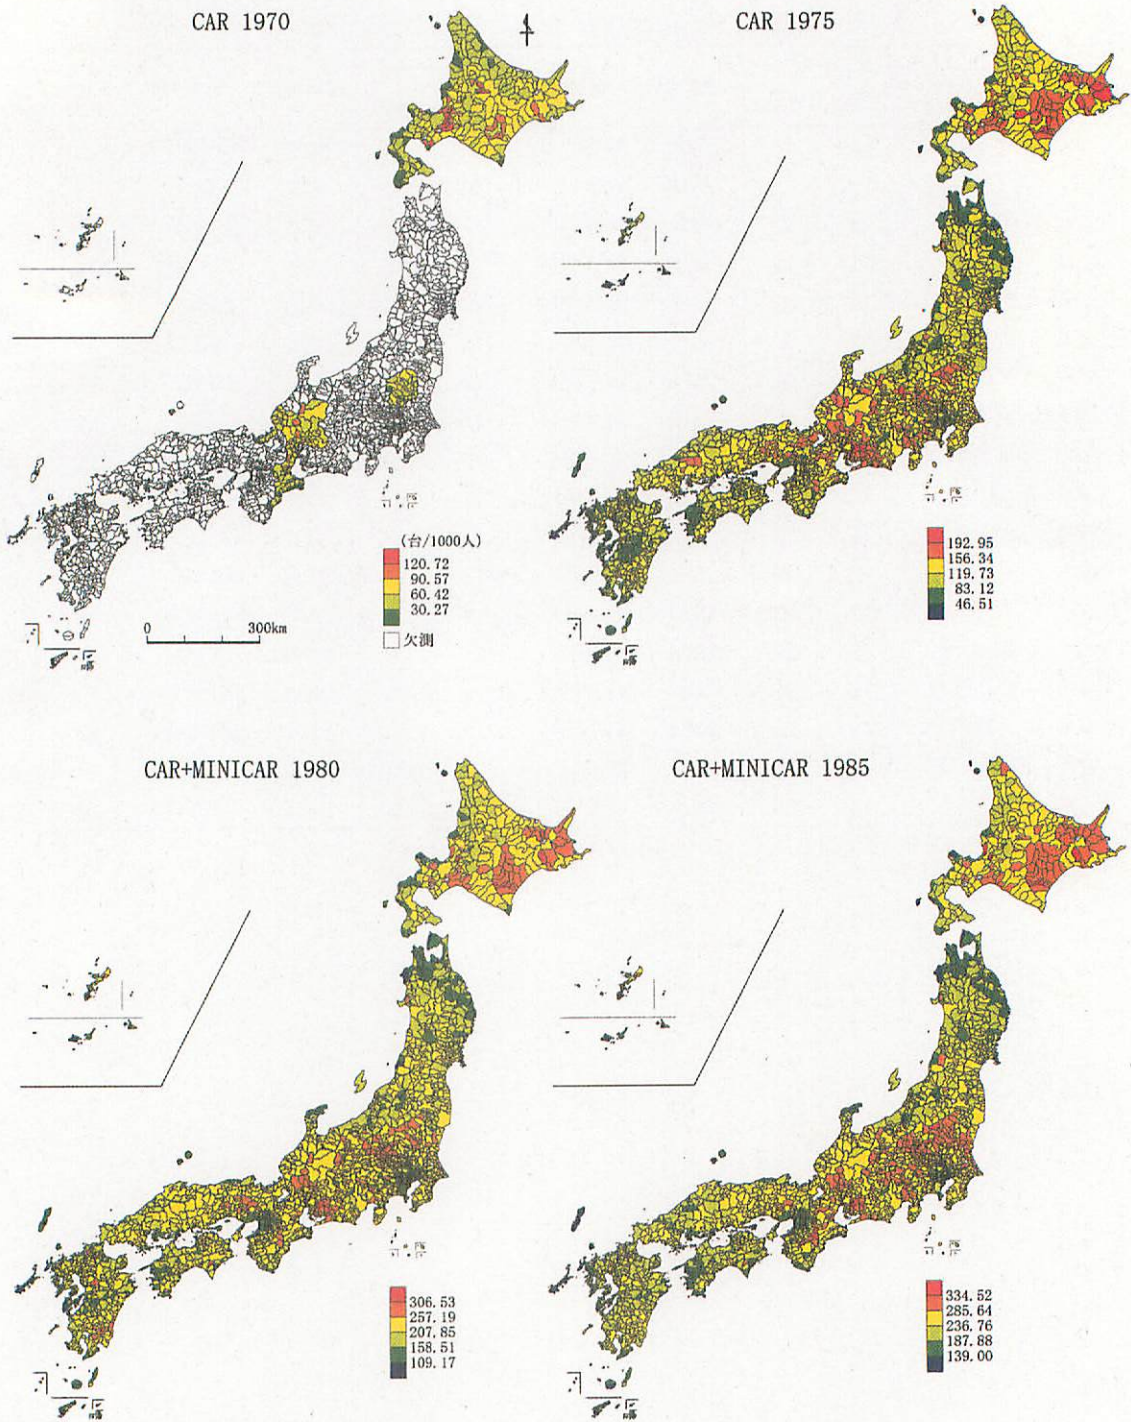 CAR 1970
CAR 1975
(台/1000人)
120.72
90.57
60.42
30.27
欠測
0 300km
192.95
156.34
119.73
83.12
46.51
CAR+MINICAR 1980
CAR+MINICAR 1985
306.53
257.19
207.85
158.51
109.17
334.52
285.64
236.76
187.88
139.00